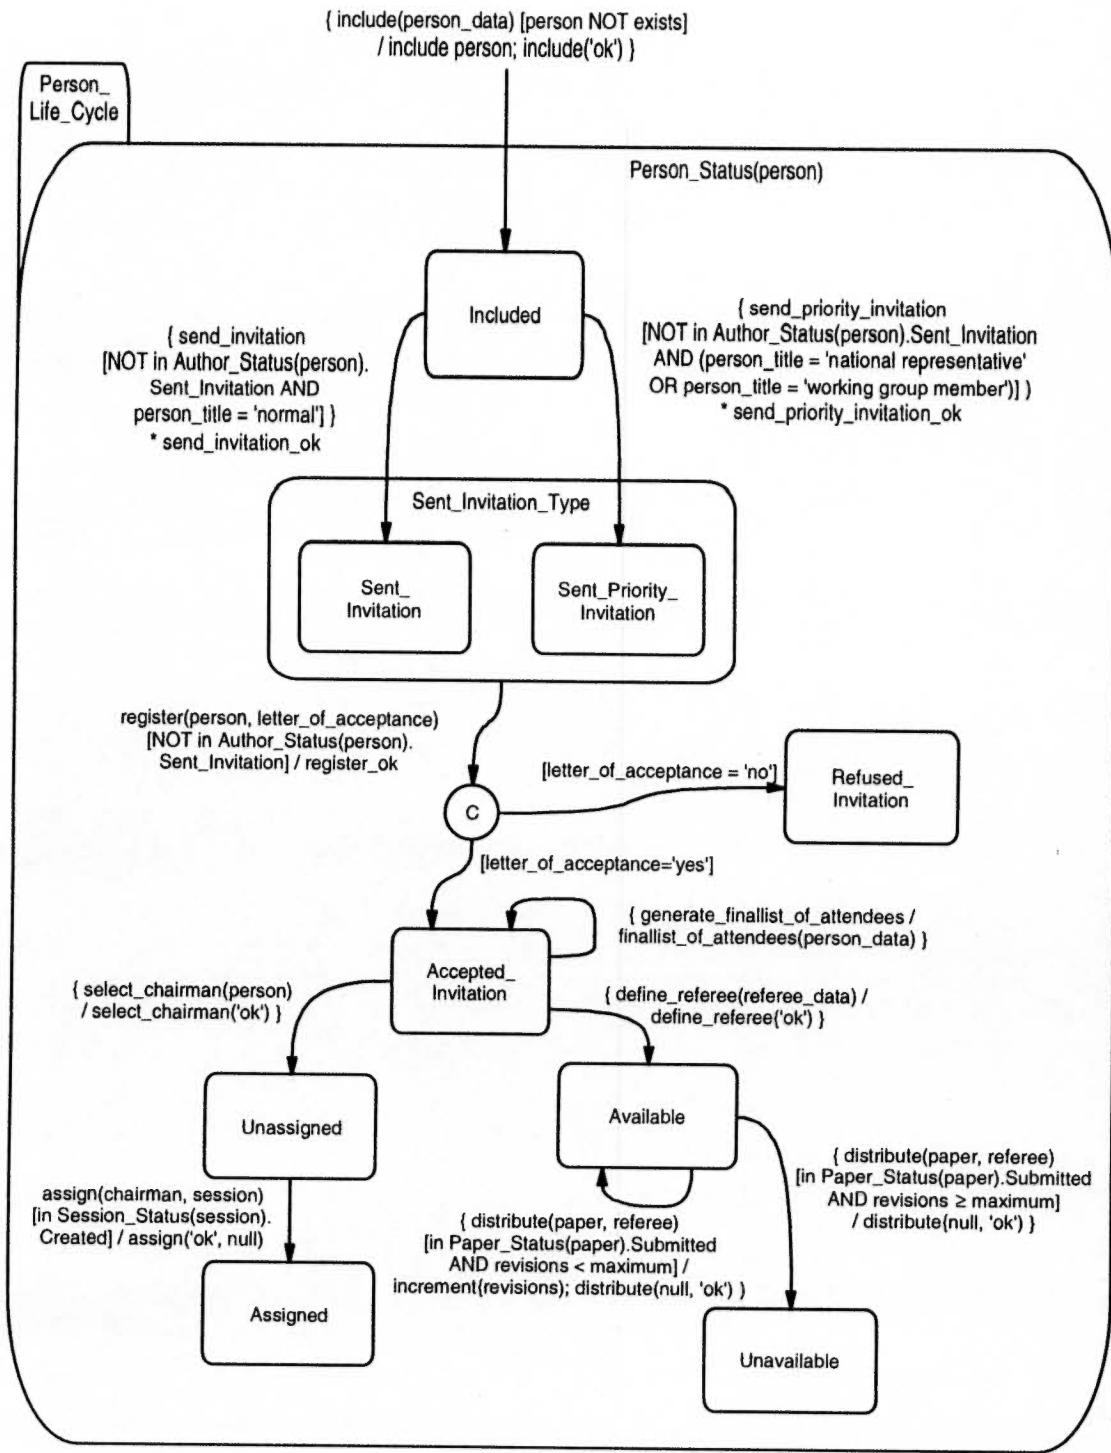 { include(person_data) [person NOT exists]
/ include person; include('ok') }
Person_
Life_Cycle
Person_Status(person)
Included
{ send_invitation
[NOT in Author_Status(person).
Sent_Invitation AND
person_title = 'normal'] }
* send_invitation_ok
{ send_priority_invitation
[NOT in Author_Status(person).Sent_Invitation
AND (person_title = 'national representative'
OR person_title = 'working group member')] )
* send_priority_invitation_ok
Sent_Invitation_Type
Sent_
Invitation
Sent_Priority_
Invitation
register(person, letter_of_acceptance)
[NOT in Author_Status(person).
Sent_Invitation] / register_ok
C
[letter_of_acceptance = 'no']
Refused_
Invitation
[letter_of_acceptance='yes']
{ generate_finallist_of_attendees /
finallist_of_attendees(person_data) }
Accepted_
Invitation
{ select_chairman(person)
/ select_chairman('ok') }
{ define_referee(referee_data) /
define_referee('ok') }
Unassigned
Available
assign(chairman, session)
[in Session_Status(session).
Created] / assign('ok', null)
{ distribute(paper, referee)
[in Paper_Status(paper).Submitted
AND revisions ≥ maximum]
/ distribute(null, 'ok') }
{ distribute(paper, referee)
[in Paper_Status(paper).Submitted
AND revisions < maximum] /
increment(revisions); distribute(null, 'ok') }
Assigned
Unavailable